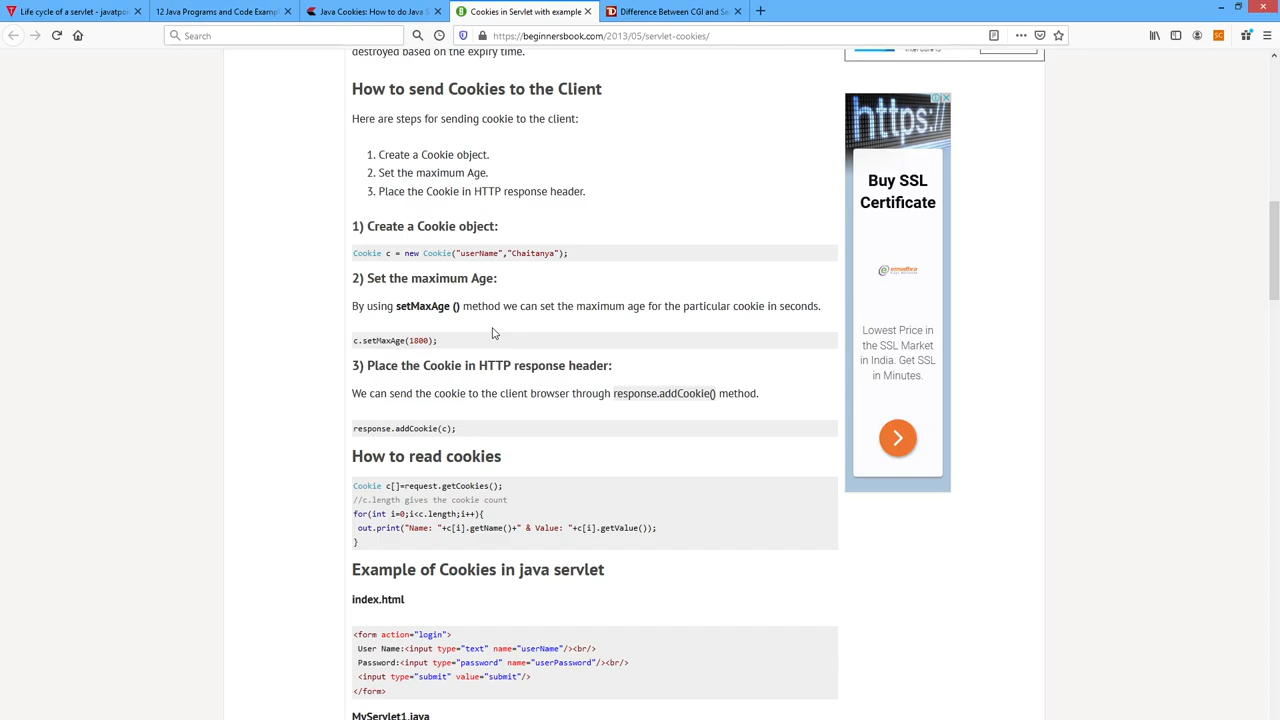 Life cycle of a servlet - javatpo
12 Java Programs and Code Exampl
Java Cookies: How to do Java S
Cookies in Servlet with example
Difference Between CGI and Se
Search
https://beginnersbook.com/2013/05/servlet-cookies/
destroyed based on the expiry time.
How to send Cookies to the Client
Here are steps for sending cookie to the client:
1. Create a Cookie object.
2. Set the maximum Age.
3. Place the Cookie in HTTP response header.
1) Create a Cookie object:
Cookie c = new Cookie("userName","Chaitanya");
2) Set the maximum Age:
By using setMaxAge () method we can set the maximum age for the particular cookie in seconds.
c.setMaxAge(1800);
3) Place the Cookie in HTTP response header:
We can send the cookie to the client browser through response.addCookie() method.
response.addCookie(c);
How to read cookies
Cookie c[]=request.getCookies();
//c.length gives the cookie count
for(int i=0;i<c.length;i++){
out.print("Name: "+c[i].getName()+" & Value: "+c[i].getValue());
}
Example of Cookies in java servlet
index.html
<form action="login">
User Name:<input type="text" name="userName"/><br/>
Password:<input type="password" name="userPassword"/><br/>
<input type="submit" value="submit"/>
</form>
MyServlet1.java
https://
Buy SSL
Certificate
emudhra
Lowest Price in
the SSL Market
in India. Get SSL
in Minutes.